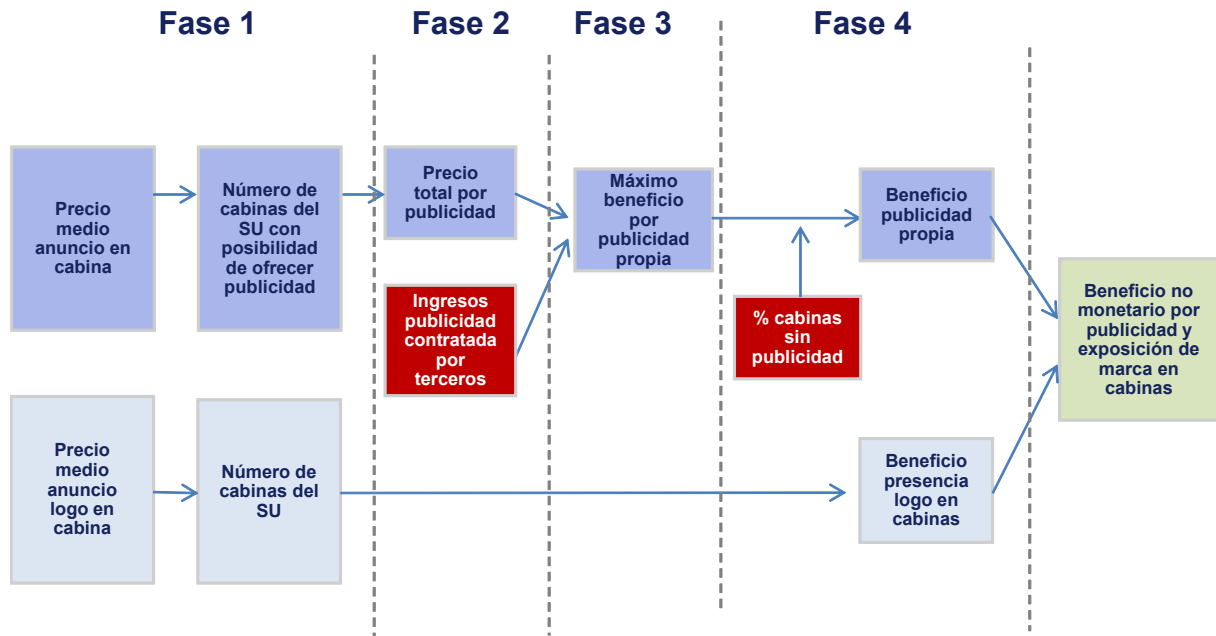 Fase 1
Fase 2
Fase 3
Fase 4
Precio
medio
anuncio en
cabina
Número de
cabinas del
SU con
posibilidad
de ofrecer
publicidad
Precio
total por
publicidad
Ingresos
publicidad
contratada
por
terceros
Máximo
beneficio
por
publicidad
propia
% cabinas
sin
publicidad
Beneficio
publicidad
propia
Beneficio no
monetario por
publicidad y
exposición de
marca en
cabinas
Precio
medio
anuncio
logo en
cabina
Número de
cabinas del
SU
Beneficio
presencia
logo en
cabinas